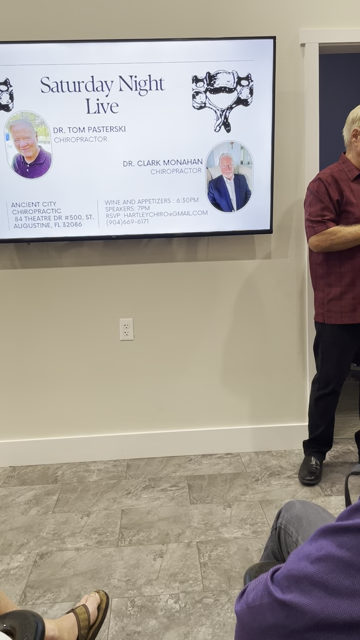 Saturday Night
Live
DR. TOM PASTERSKI
CHIROPRACTOR
DR. CLARK MONAHAN
CHIROPRACTOR
ANCIENT CITY
CHIROPRACTIC
84 THEATRE DR #500, ST.
AUGUSTINE, FL 32086
WINE AND APPETIZERS : 6:30PM
SPEAKERS: 7PM
RSVP: HARTLEYCHIRO@GMAIL.COM
(904)669-6171